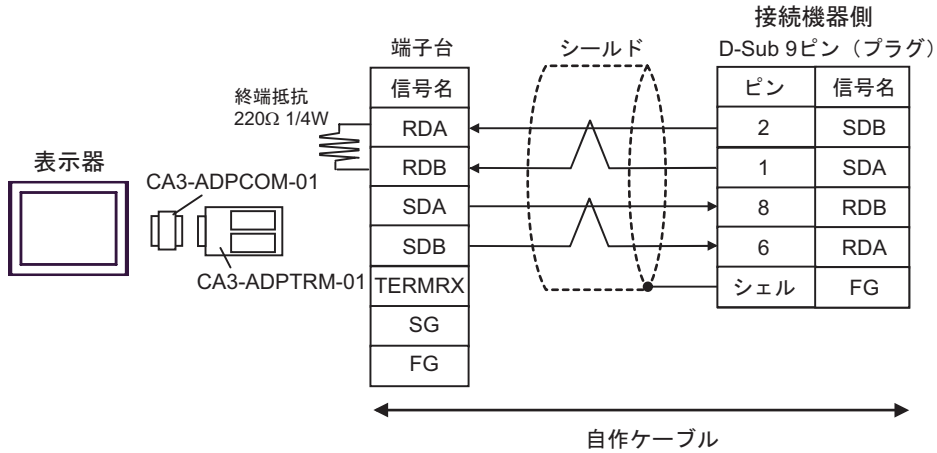 接続機器側
端子台
シールド
D-Sub 9ピン（プラグ）
信号名
ピン
信号名
終端抵抗
220Ω 1/4W
RDA
2
SDB
RDB
1
SDA
表示器
CA3-ADPCOM-01
SDA
8
RDB
SDB
6
RDA
CA3-ADPTRM-01
TERMRX
シェル
FG
SG
FG
自作ケーブル